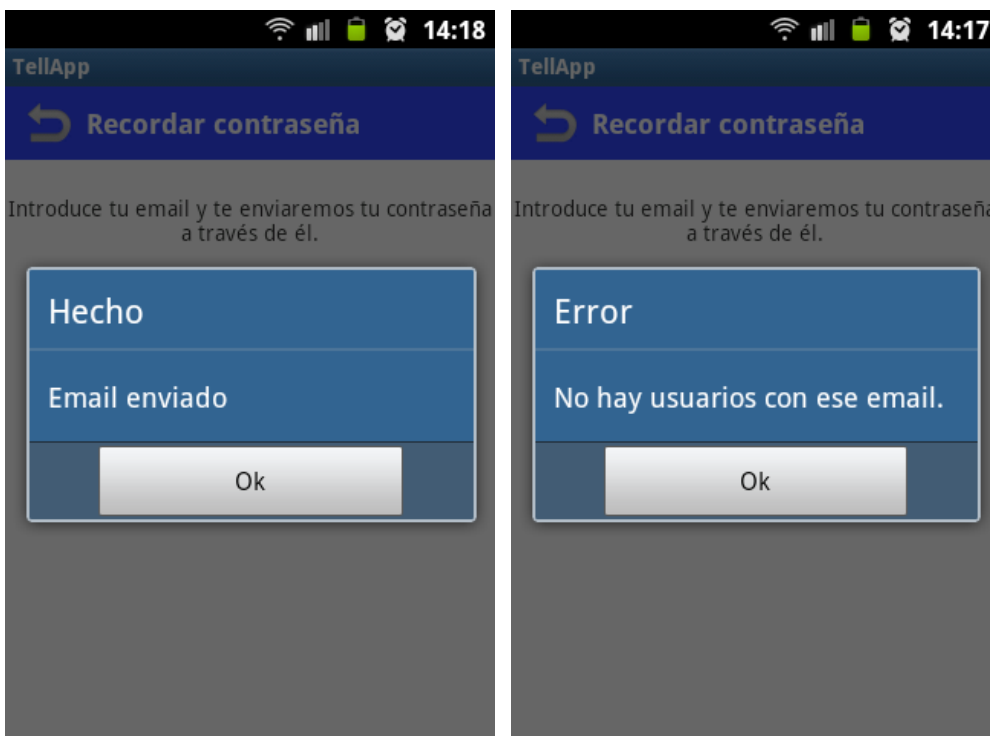 14:18
TellApp
Recordar contraseña
Introduce tu email y te enviaremos tu contraseña
a través de él.
Hecho
Email enviado
Ok
14:17
TellApp
Recordar contraseña
Introduce tu email y te enviaremos tu contraseña
a través de él.
Error
No hay usuarios con ese email.
Ok